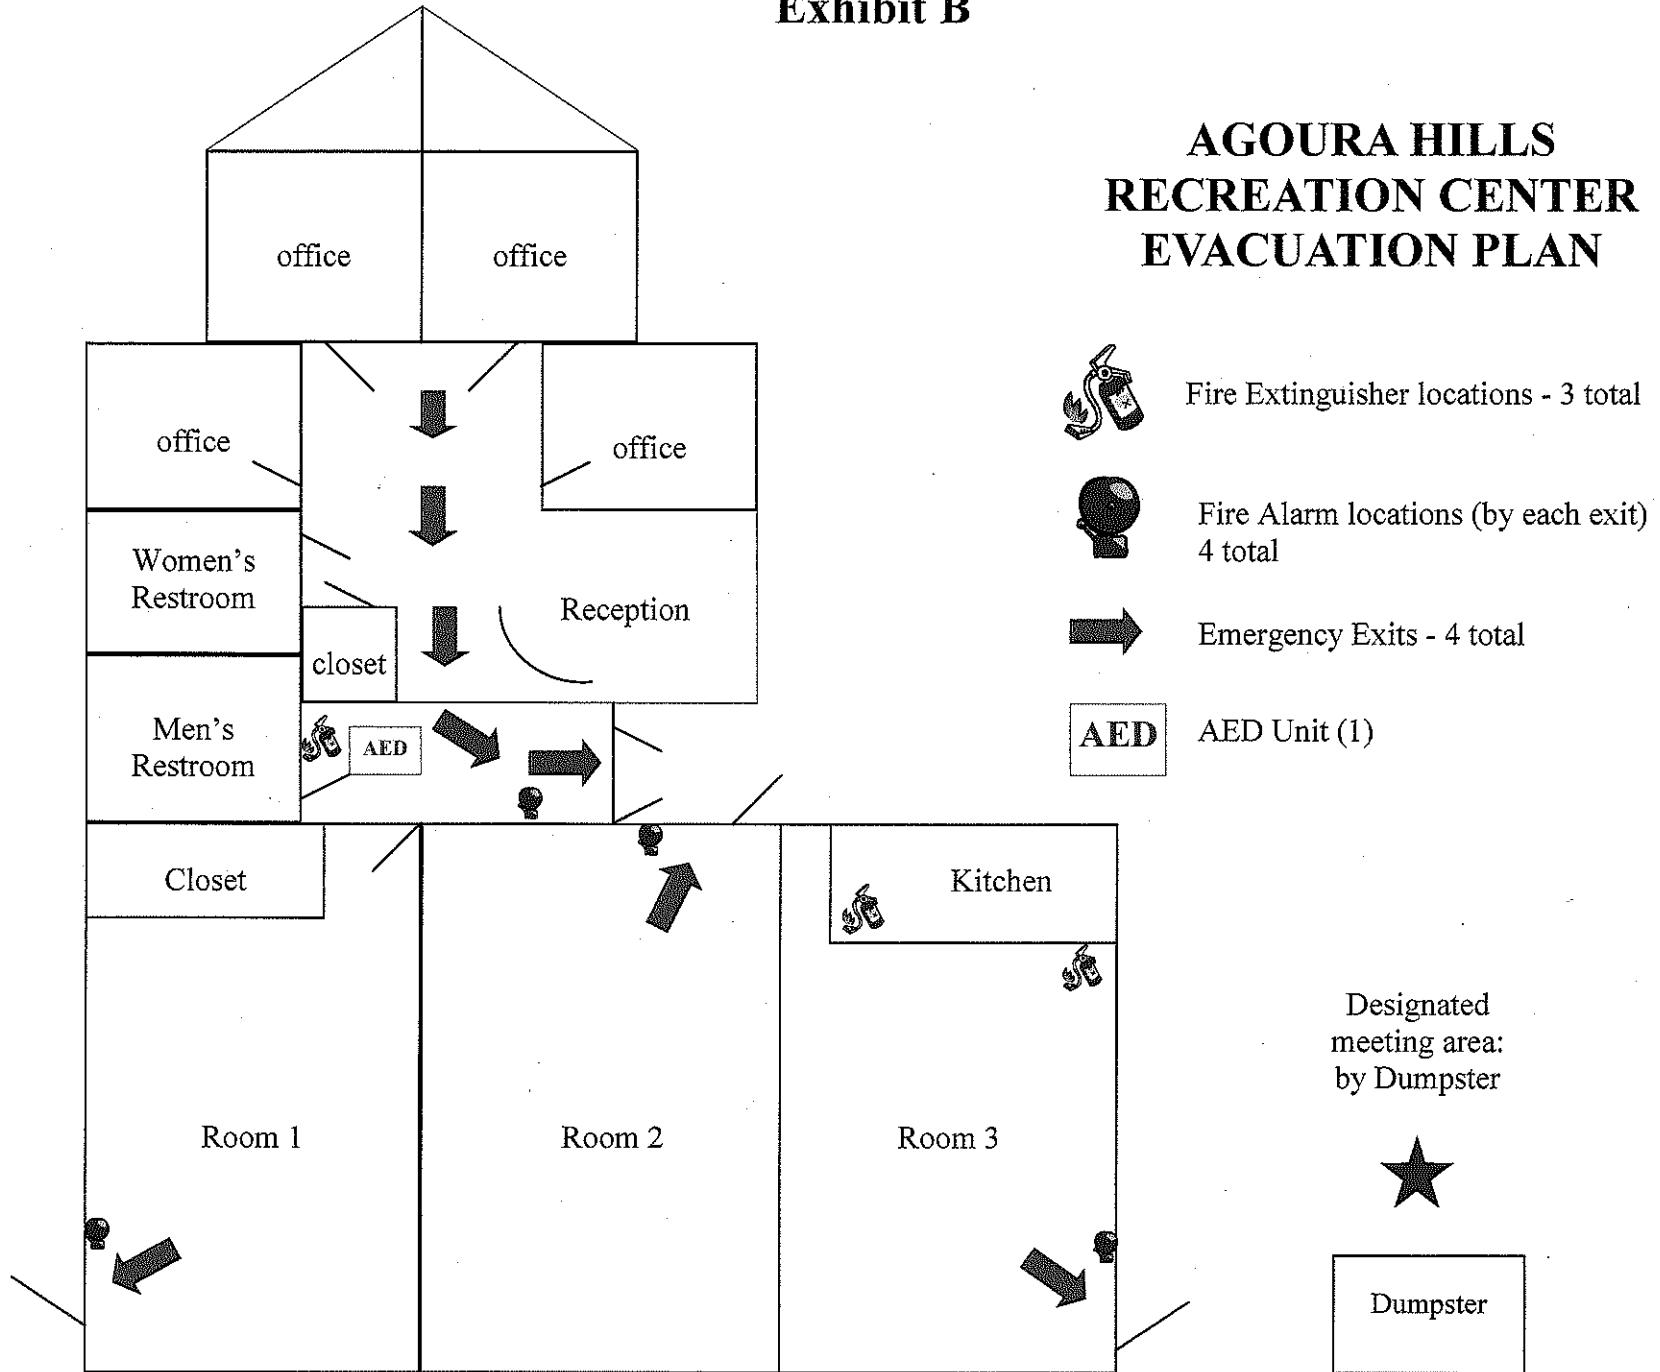 Exhibit B
AGOURA HILLS
RECREATION CENTER
EVACUATION PLAN
office
office
office
office
Women's
Restroom
Reception
closet
Men's
Restroom
AED
Closet
Kitchen
Room 1
Room 2
Room 3
Fire Extinguisher locations - 3 total
Fire Alarm locations (by each exit)
4 total
Emergency Exits - 4 total
AED
AED Unit (1)
Designated
meeting area:
by Dumpster
Dumpster